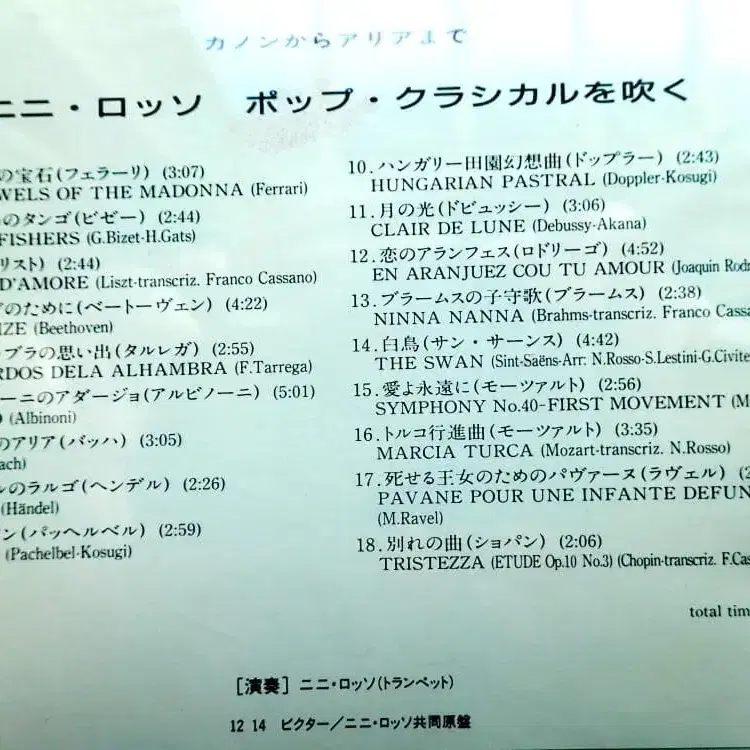 カノンからアリアまで
ニニ・ロッソ ポップ・クラシカルを吹く
の宝石(フェラーリ) (3:07)
WELS OF THE MADONNA (Ferrari)
のタンゴ(ビゼー) (2:44)
FISHERS (G.Bizet-H.Gats)
リスト) (2:44)
D'AMORE (Liszt-transcriz. Franco Cassano)
のために(ベートーヴェン) (4:22)
IZE (Beethoven)
ブラの思い出(タルレガ) (2:55)
RDOS DELA ALHAMBRA (F.Tarrega)
ーニのアダージョ(アルビノーニ) (5:01)
(Albinoni)
のアリア(バッハ) (3:05)
ach)
のラルゴ(ヘンデル) (2:26)
(Händel)
ン(パッヘルベル) (2:59)
(Pachelbel-Kosugi)
10.ハンガリー田園幻想曲(ドップラー) (2:43)
HUNGARIAN PASTRAL (Doppler-Kosugi)
11.月の光(ドビュッシー) (3:06)
CLAIR DE LUNE (Debussy-Akana)
12.恋のアランフェス(ロドリーゴ) (4:52)
EN ARANJUEZ COU TU AMOUR (Joaquin Rodr
13.ブラームスの子守歌(ブラームス) (2:38)
NINNA NANNA (Brahms-transcriz. Franco Cassa
14.白鳥(サン・サーンス) (4:42)
THE SWAN (Sint-Saëns-Arr. N.Rosso-S.Lestini-G.Civite
15.愛よ永遠に(モーツァルト) (2:56)
SYMPHONY No.40-FIRST MOVEMENT (M
16.トルコ行進曲(モーツァルト) (3:35)
MARCIA TURCA (Mozart-transcriz. N.Rosso)
17.死せる王女のためのパヴァーヌ(ラヴェル) (2
PAVANE POUR UNE INFANTE DEFUN
(M.Ravel)
18.別れの曲(ショパン) (2:06)
TRISTEZZA (ETUDE Op.10 No.3) (Chopin-transcriz. F.Cas
total tim
[演奏] ニニ・ロッソ(トランペット)
12 14 ビクター/ニニ・ロッソ共同原盤